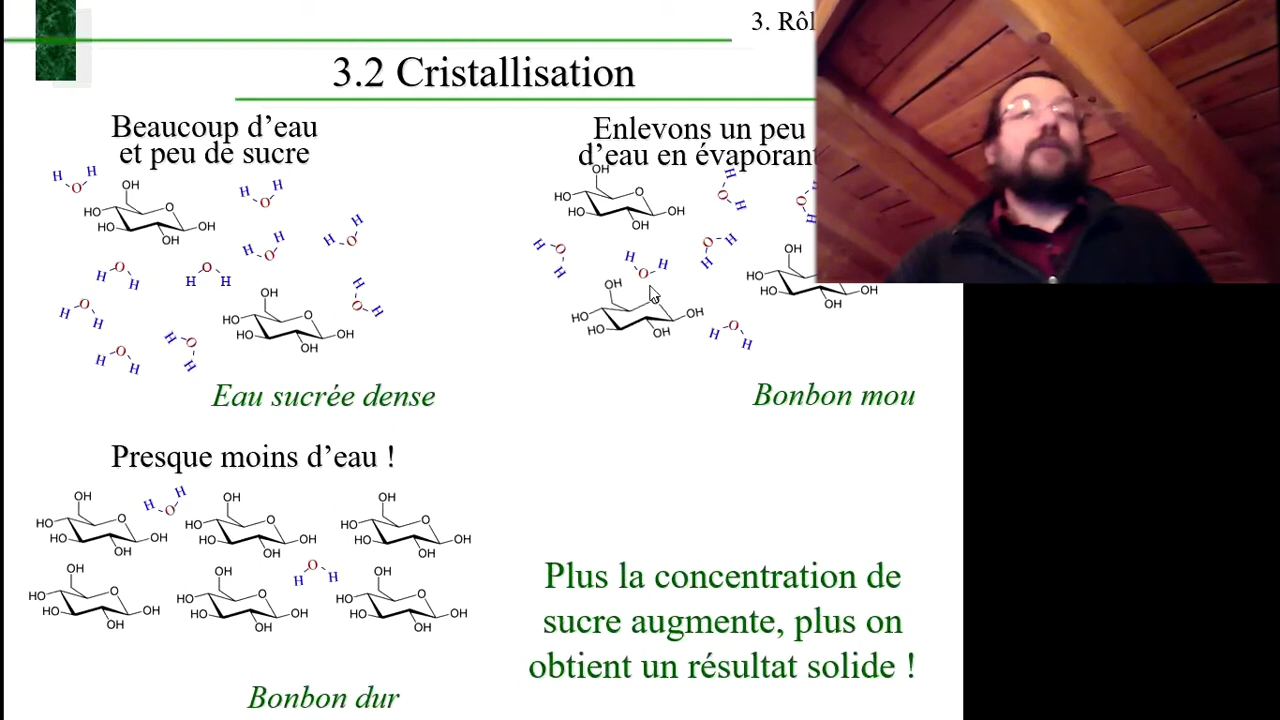 3. Rôl
3.2 Cristallisation
Beaucoup d’eau
et peu de sucre
Eau sucrée dense
Enlevons un peu
d’eau en évaporant
Bonbon mou
Presque moins d’eau !
Bonbon dur
Plus la concentration de
sucre augmente, plus on
obtient un résultat solide !